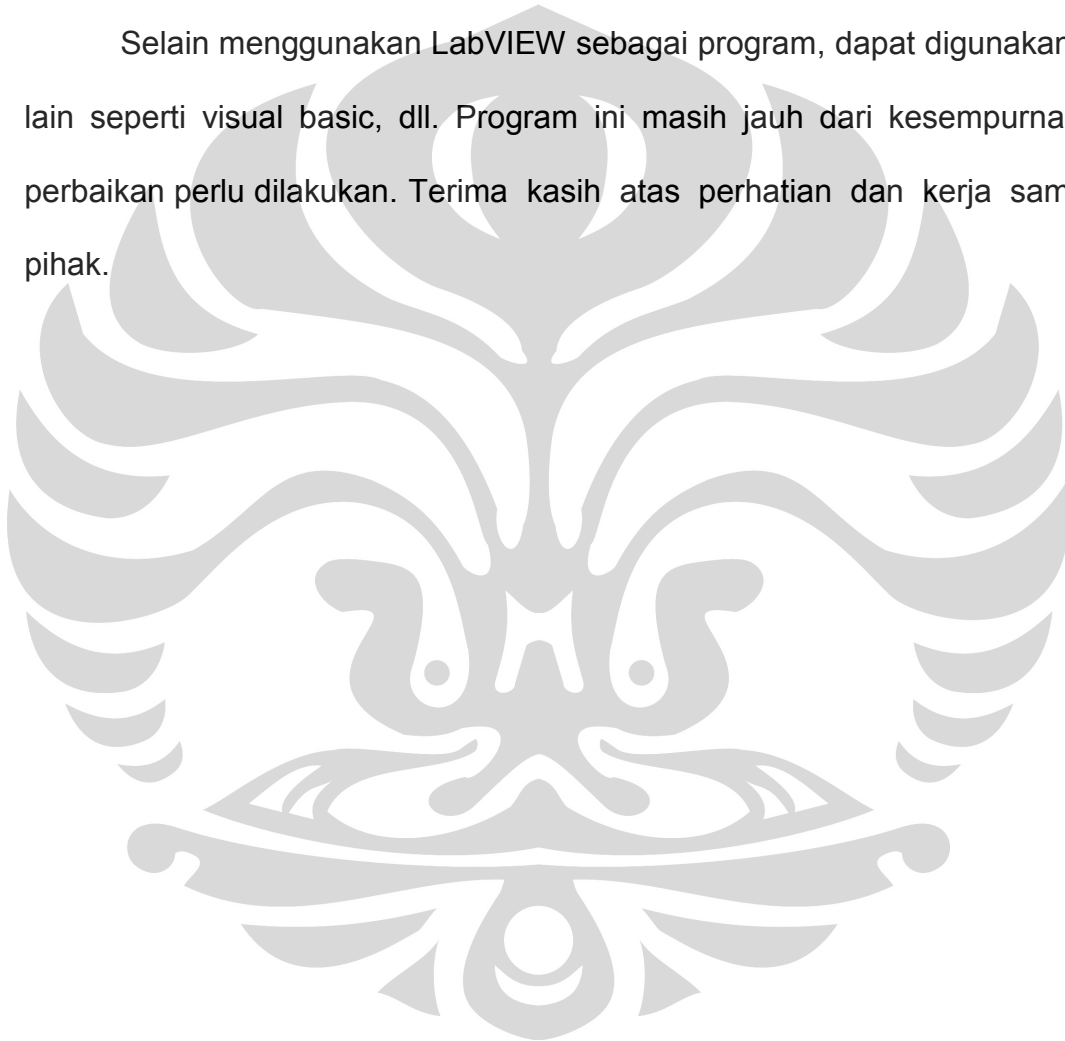 Selain menggunakan LabVIEW sebagai program, dapat digunakan
lain seperti visual basic, dll. Program ini masih jauh dari kesempurna
perbaikan perlu dilakukan. Terima kasih atas perhatian dan kerja sam
pihak.